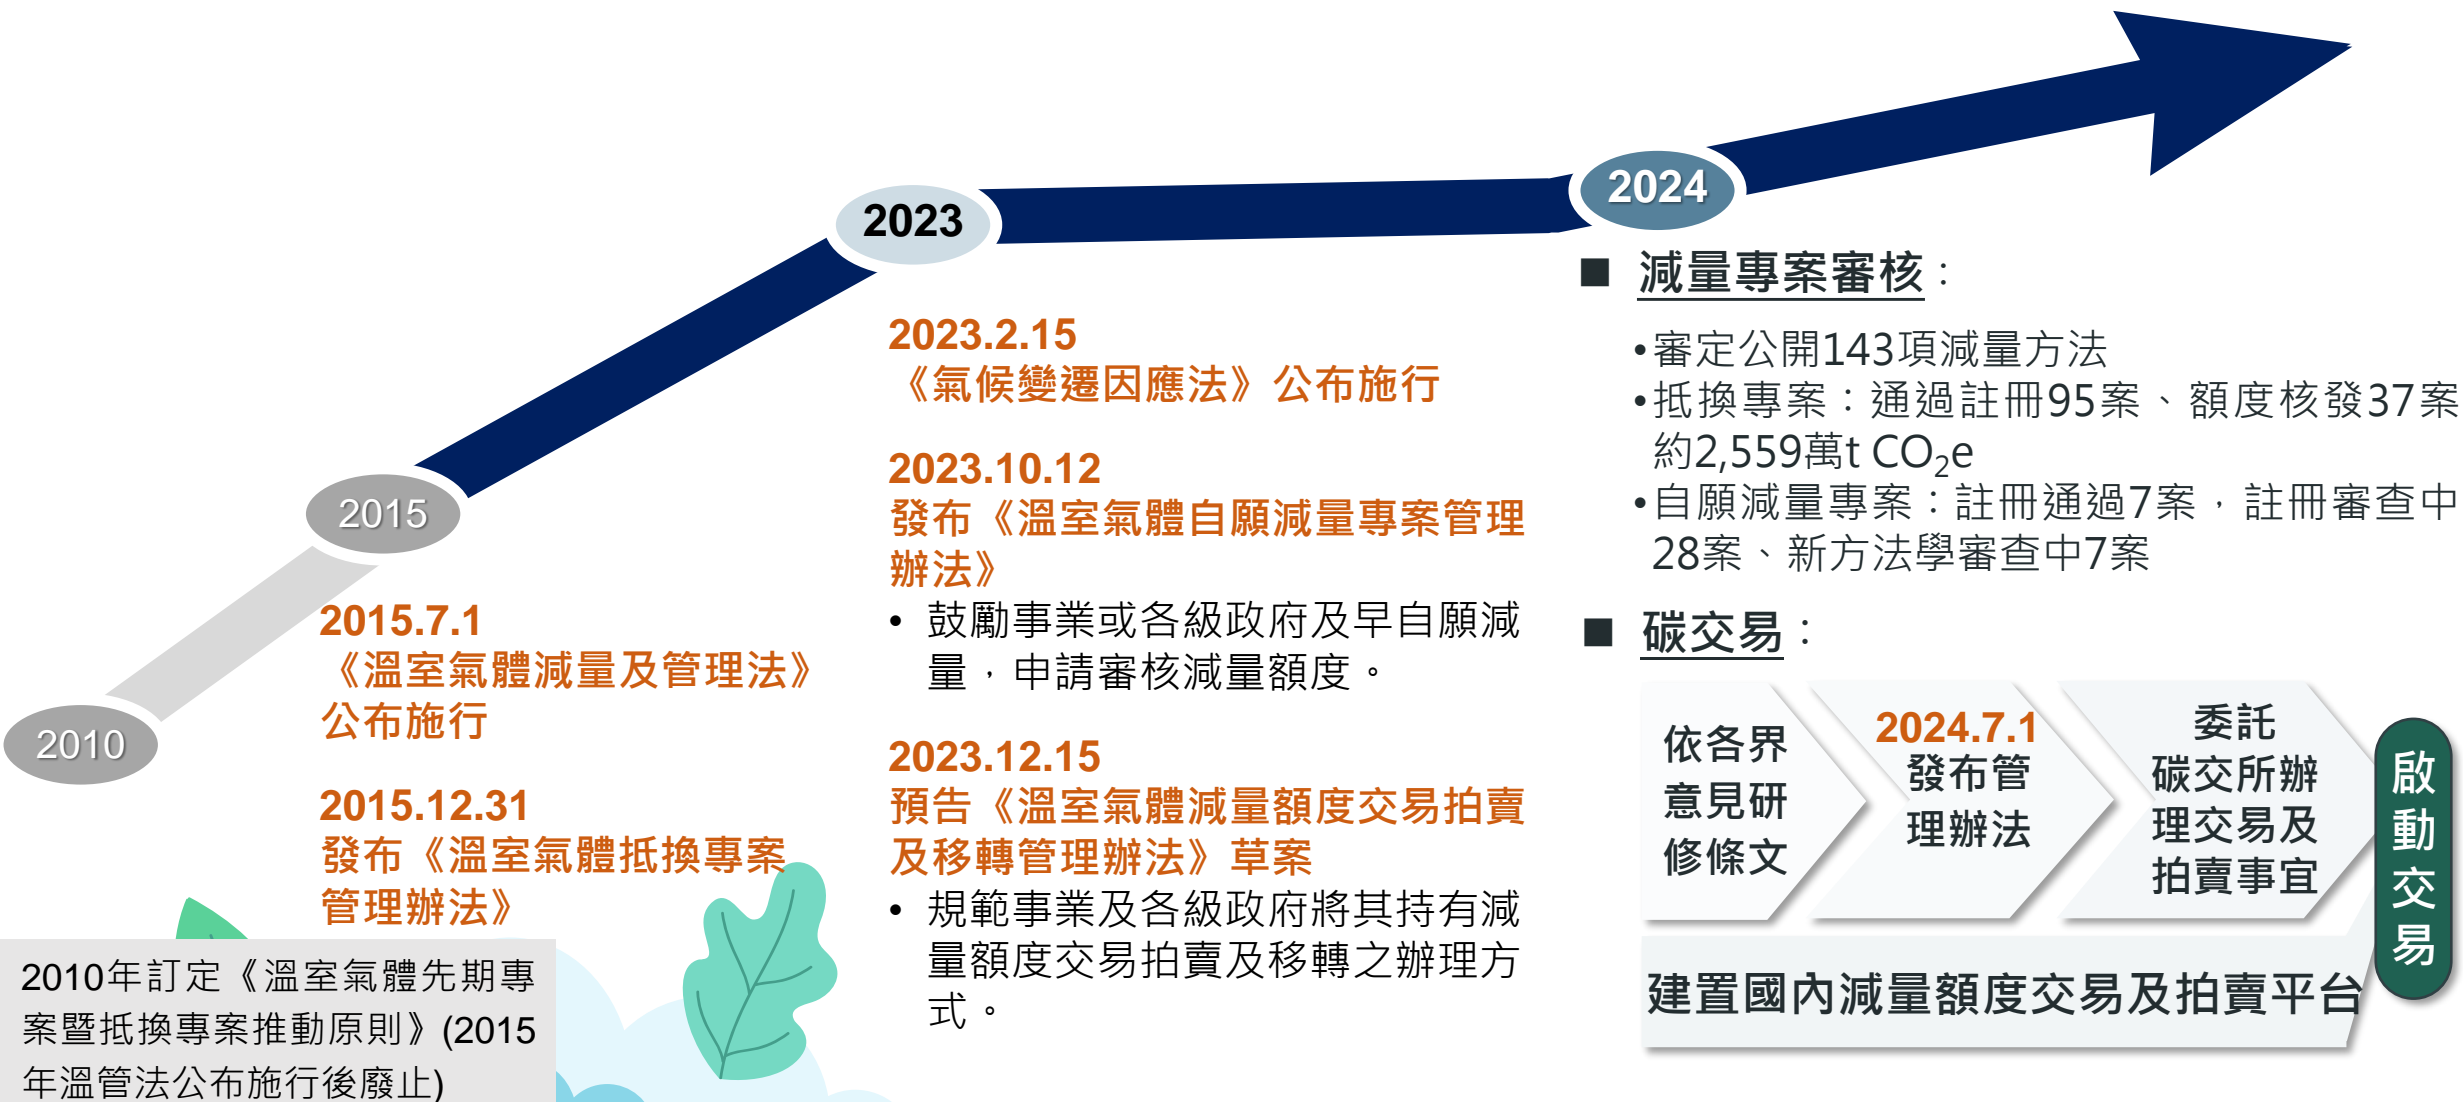 2010
2010年訂定《溫室氣體先期專
案暨抵換專案推動原則》(2015
年溫管法公布施行後廢止)
2015
2015.7.1
《溫室氣體減量及管理法》
公布施行
2015.12.31
發布《溫室氣體抵換專案
管理辦法》
2023
2023.2.15
《氣候變遷因應法》公布施行
2023.10.12
發布《溫室氣體自願減量專案管理
辦法》
• 鼓勵事業或各級政府及早自願減
量，申請審核減量額度。
2023.12.15
預告《溫室氣體減量額度交易拍賣
及移轉管理辦法》草案
• 規範事業及各級政府將其持有減
量額度交易拍賣及移轉之辦理方
式。
2024
■ 減量專案審核：
•審定公開143項減量方法
•抵換專案：通過註冊95案、額度核發37案
約2,559萬t CO₂e
•自願減量專案：註冊通過7案，註冊審查中
28案、新方法學審查中7案
■ 碳交易：
依各界
意見研
修條文
2024.7.1
發布管
理辦法
委託
碳交所辦
理交易及
拍賣事宜
建置國內減量額度交易及拍賣平台
啟動交易